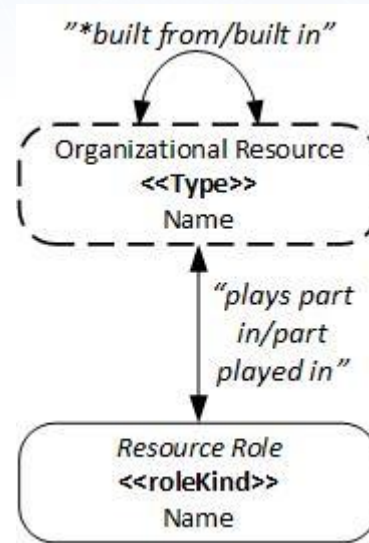 ”*built from/built in”
Organizational Resource
<<Type>>
Name
“plays part
in/part
played in”
Resource Role
<<roleKind>>
Name